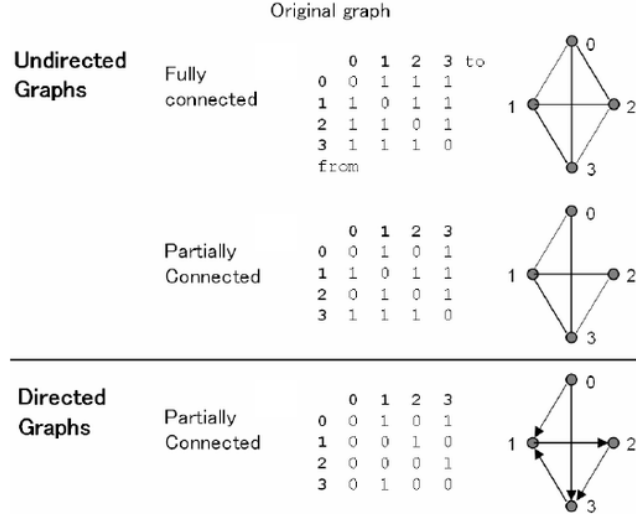 Original graph
Undirected
Graphs
Fully
connected
0 1 2 3 to
0 0 1 1 1
1 1 0 1 1
2 1 1 0 1
3 1 1 1 0
from
0
1 2
3
Partially
Connected
0 1 2 3
0 0 1 0 1
1 1 0 1 1
2 0 1 0 1
3 1 1 1 0
0
1 2
3
Directed
Graphs
Partially
Connected
0 1 2 3
0 0 1 0 1
1 0 0 1 0
2 0 0 0 1
3 0 1 0 0
0
1 2
3